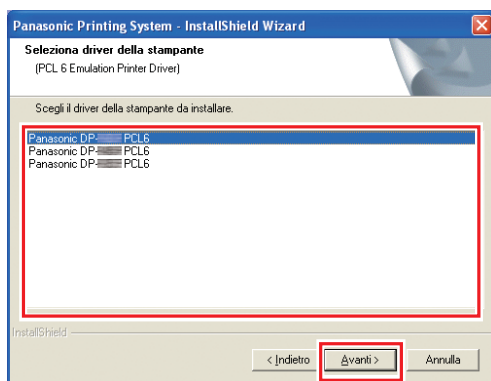 Panasonic Printing System - InstallShield Wizard
Seleziona driver della stampante
(PCL 6 Emulation Printer Driver)
Scegli il driver della stampante da installare.
Panasonic DP- PCL6
Panasonic DP- PCL6
Panasonic DP- PCL6
InstallShield
< Indietro
Avanti >
Annulla